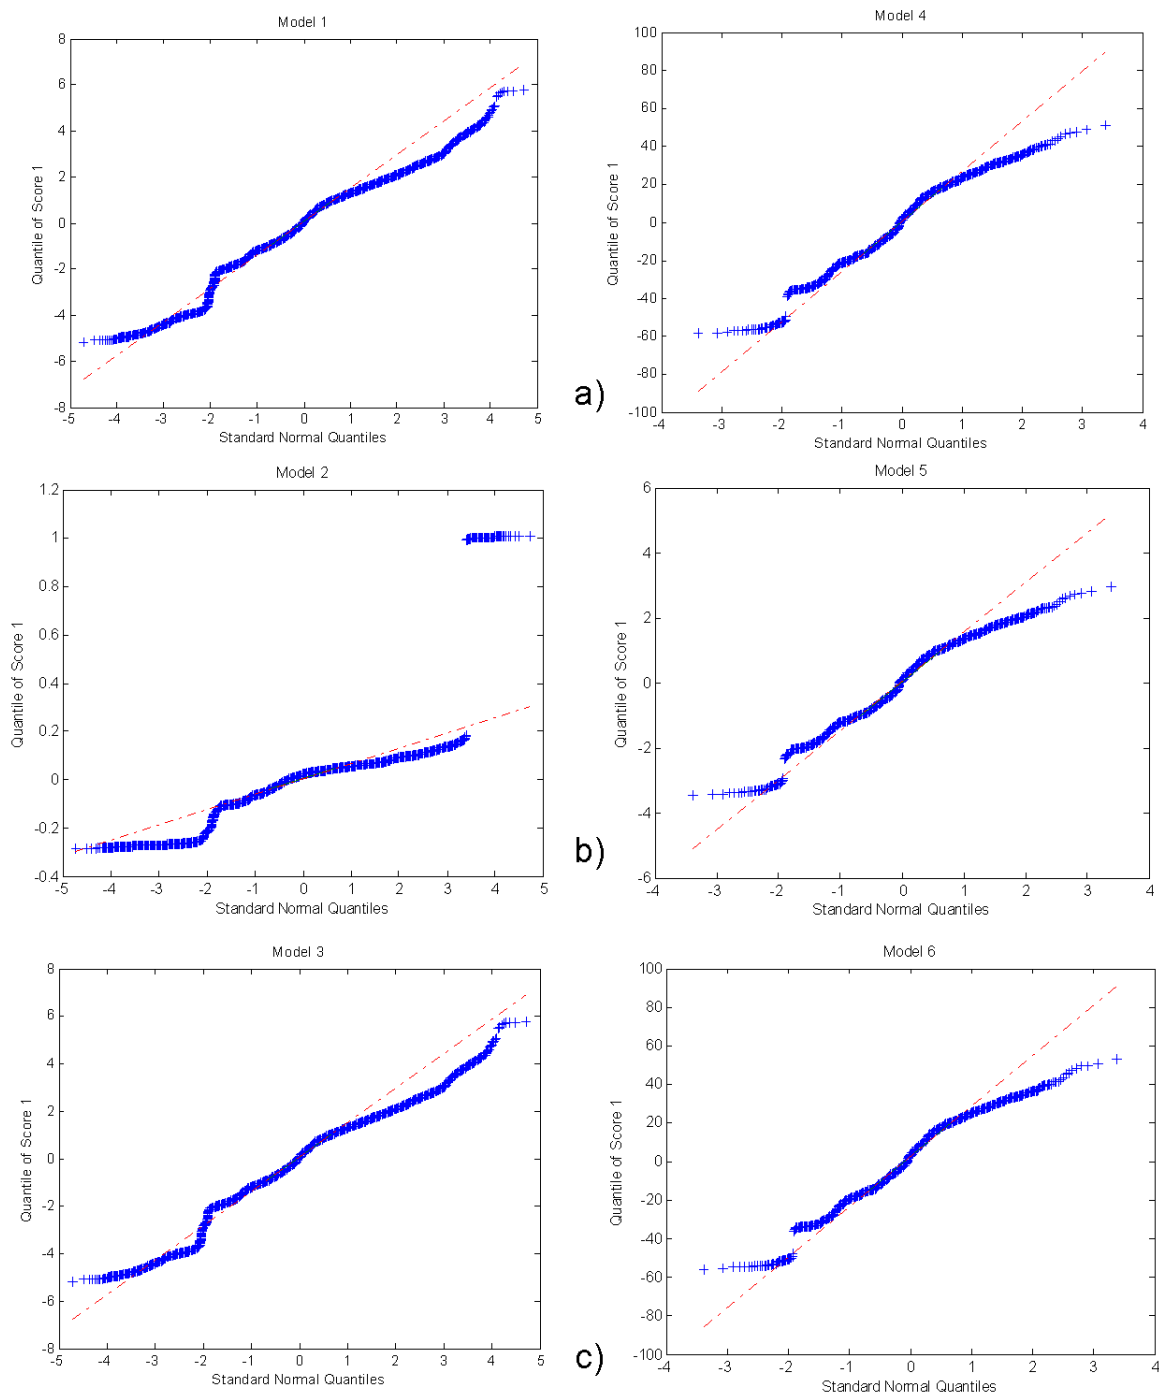 Model 1
8
6
4
2
0
-2
-4
-6
-8
Quantile of Score 1
-5 -4 -3 -2 -1 0 1 2 3 4 5
Standard Normal Quantiles
Model 4
100
80
60
40
20
0
-20
-40
-60
-80
-100
Quantile of Score 1
-4 -3 -2 -1 0 1 2 3 4
Standard Normal Quantiles
a)
Model 2
1.2
1
0.8
0.6
0.4
0.2
0
-0.2
-0.4
Quantile of Score 1
-5 -4 -3 -2 -1 0 1 2 3 4 5
Standard Normal Quantiles
Model 5
6
4
2
0
-2
-4
-6
Quantile of Score 1
-4 -3 -2 -1 0 1 2 3 4
Standard Normal Quantiles
b)
Model 3
8
6
4
2
0
-2
-4
-6
-8
Quantile of Score 1
-5 -4 -3 -2 -1 0 1 2 3 4 5
Standard Normal Quantiles
Model 6
100
80
60
40
20
0
-20
-40
-60
-80
-100
Quantile of Score 1
-4 -3 -2 -1 0 1 2 3 4
Standard Normal Quantiles
c)